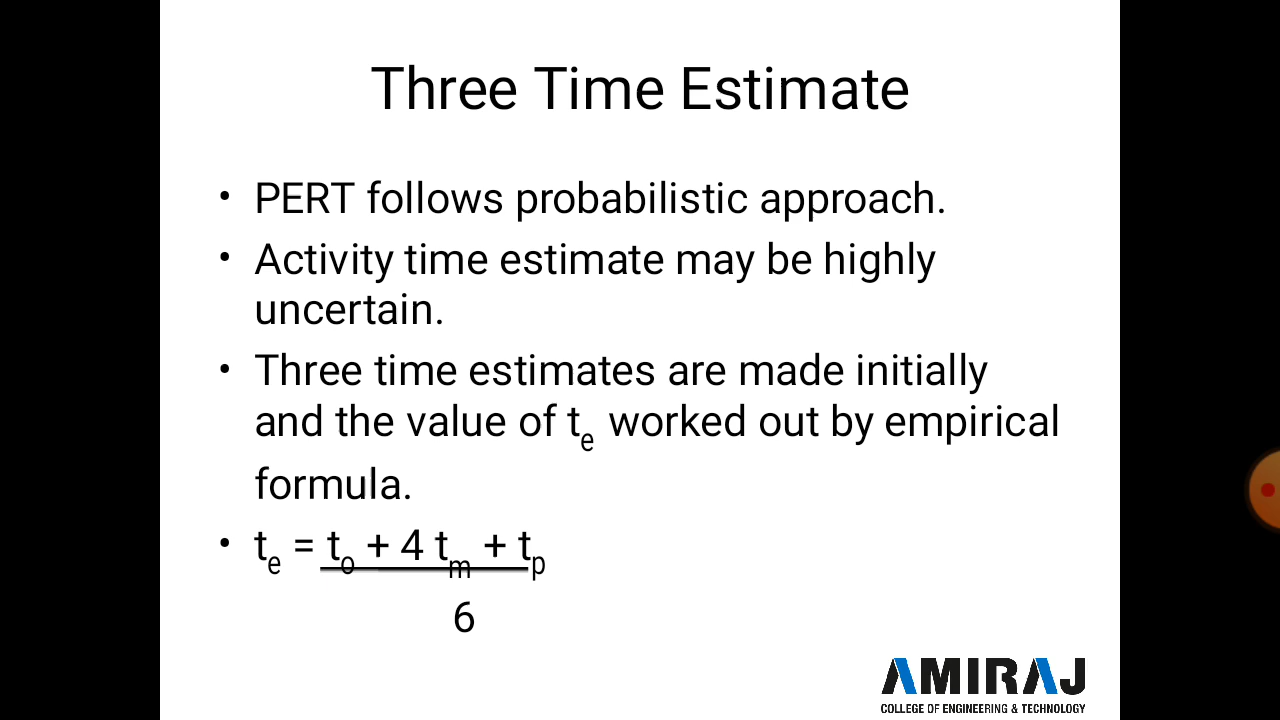 Three Time Estimate
• PERT follows probabilistic approach.
• Activity time estimate may be highly
uncertain.
• Three time estimates are made initially
and the value of te worked out by empirical
formula.
• te = to + 4 tm + tp
6
AMIRAJ
COLLEGE OF ENGINEERING & TECHNOLOGY